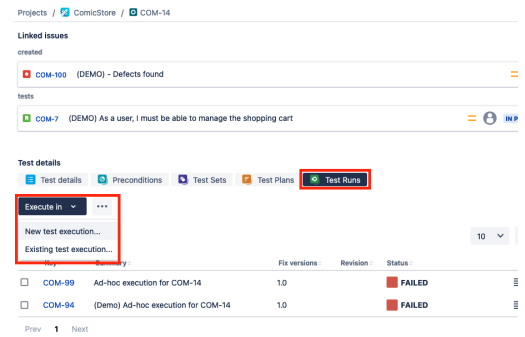 Projects / ComicStore / COM-14
Linked issues
created
COM-100 (DEMO) - Defects found
tests
COM-7 (DEMO) As a user, I must be able to manage the shopping cart
IN P
Test details
Test details Preconditions Test Sets Test Plans Test Runs
Execute in •••
New test execution...
Existing test execution...
10
Key Summary Fix versions Revision Status
COM-99 Ad-hoc execution for COM-14 1.0 FAILED
COM-94 (Demo) Ad-hoc execution for COM-14 1.0 FAILED
Prev 1 Next